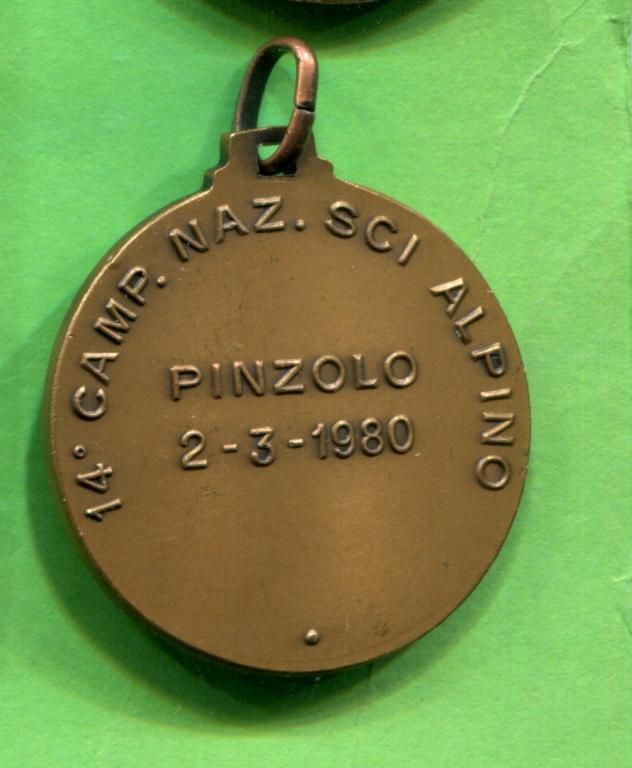 14° CAMP. NAZ. SCI ALPINO
PINZOLO
2-3-1980